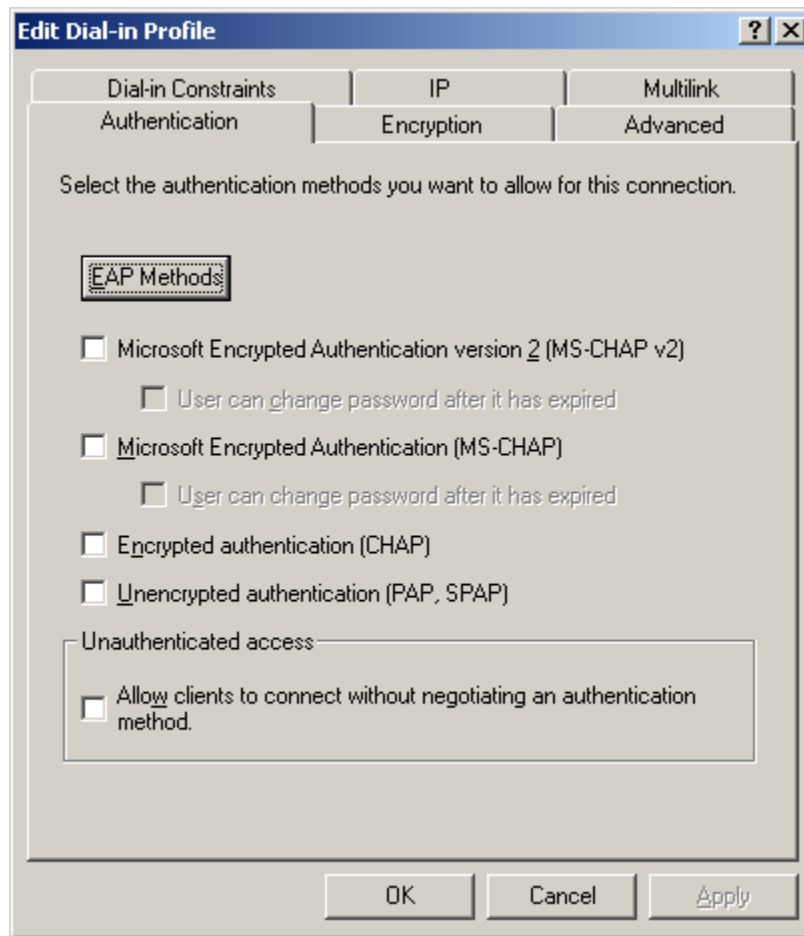 Edit Dial-in Profile
Dial-in Constraints IP Multilink
Authentication Encryption Advanced
Select the authentication methods you want to allow for this connection.
EAP Methods
Microsoft Encrypted Authentication version 2 (MS-CHAP v2)
User can change password after it has expired
Microsoft Encrypted Authentication (MS-CHAP)
User can change password after it has expired
Encrypted authentication (CHAP)
Unencrypted authentication (PAP, SPAP)
Unauthenticated access
Allow clients to connect without negotiating an authentication
method.
OK Cancel Apply